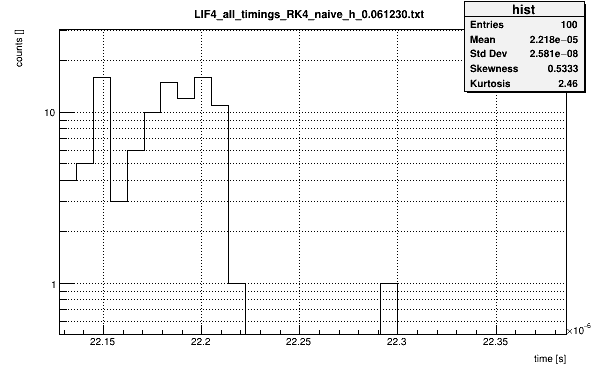 LIF4_all_timings_RK4_naive_h_0.061230.txt
hist
Entries 100
Mean 2.218e−05
Std Dev 2.581e−08
Skewness 0.5333
Kurtosis 2.46
counts []
10
1
22.15 22.2 22.25 22.3 22.35
×10−6
time [s]